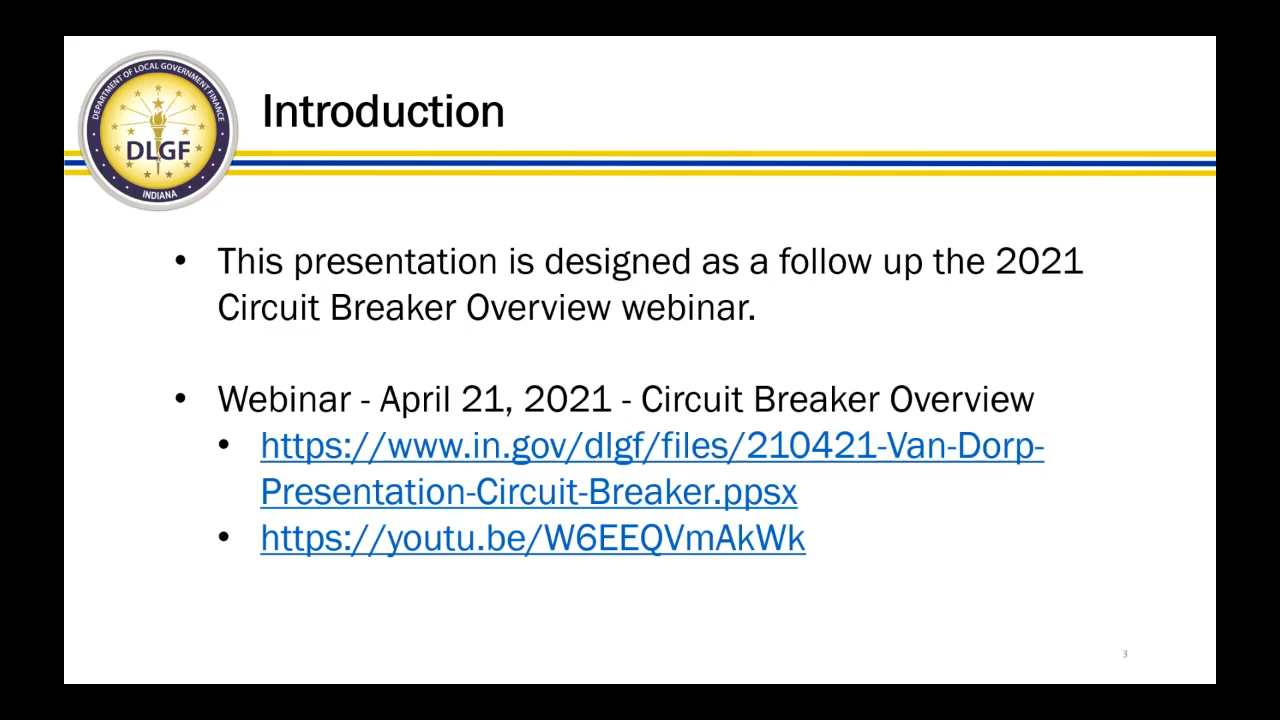 DEPARTMENT OF LOCAL GOVERNMENT FINANCE
DLGF
INDIANA
Introduction
• This presentation is designed as a follow up the 2021
Circuit Breaker Overview webinar.
• Webinar - April 21, 2021 - Circuit Breaker Overview
• https://www.in.gov/dlgf/files/210421-Van-Dorp-
Presentation-Circuit-Breaker.ppsx
• https://youtu.be/W6EEQVmAkWk
3